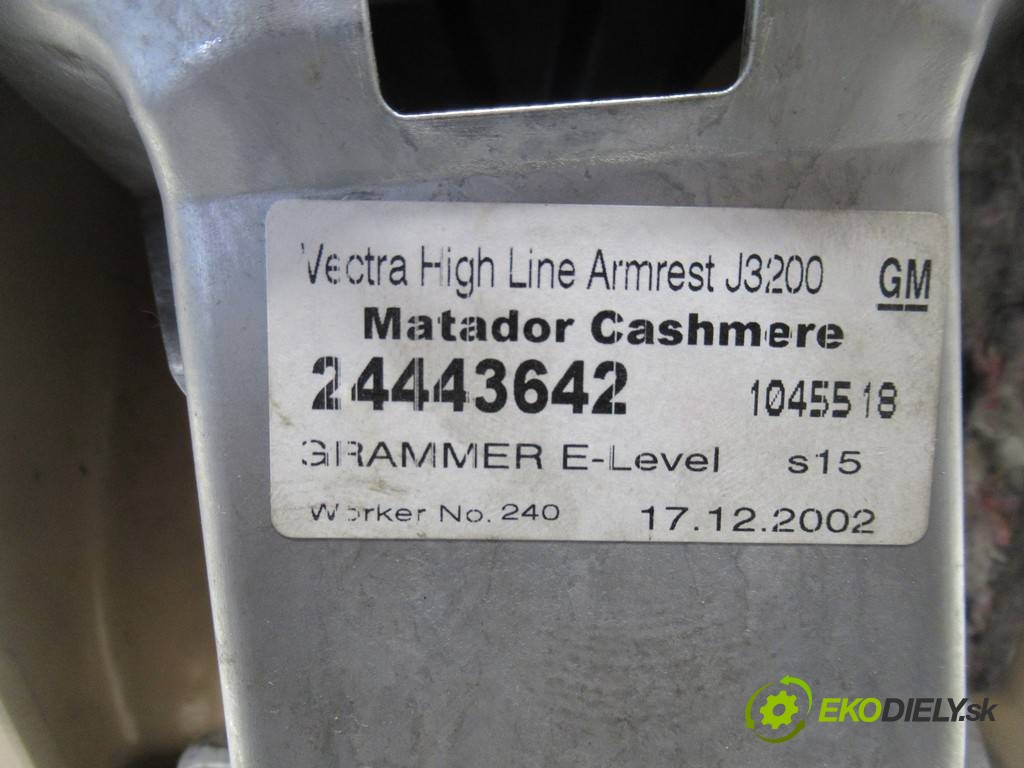 Vectra High Line Armrest J3200 GM
Matador Cashmere
24443642 1045518
GRAMMER E-Level s15
Worker No. 240 17.12.2002
EKODIELY.sk